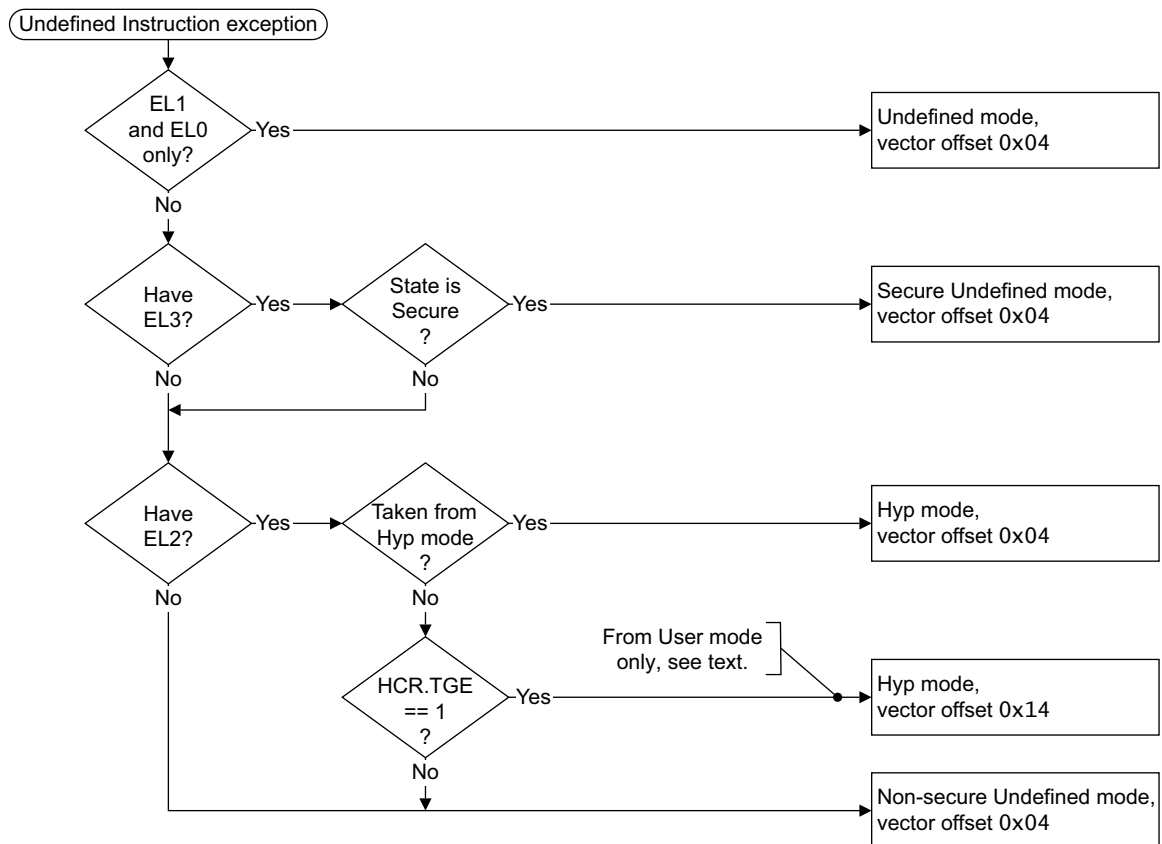 Undefined Instruction exception
EL1
and EL0
only?
Yes
Undefined mode,
vector offset 0x04
No
Have
EL3?
Yes
State is
Secure
?
Yes
Secure Undefined mode,
vector offset 0x04
No
No
Have
EL2?
Yes
Taken from
Hyp mode
?
Yes
Hyp mode,
vector offset 0x04
No
No
From User mode
only, see text.
HCR.TGE
== 1
?
Yes
Hyp mode,
vector offset 0x14
No
Non-secure Undefined mode,
vector offset 0x04